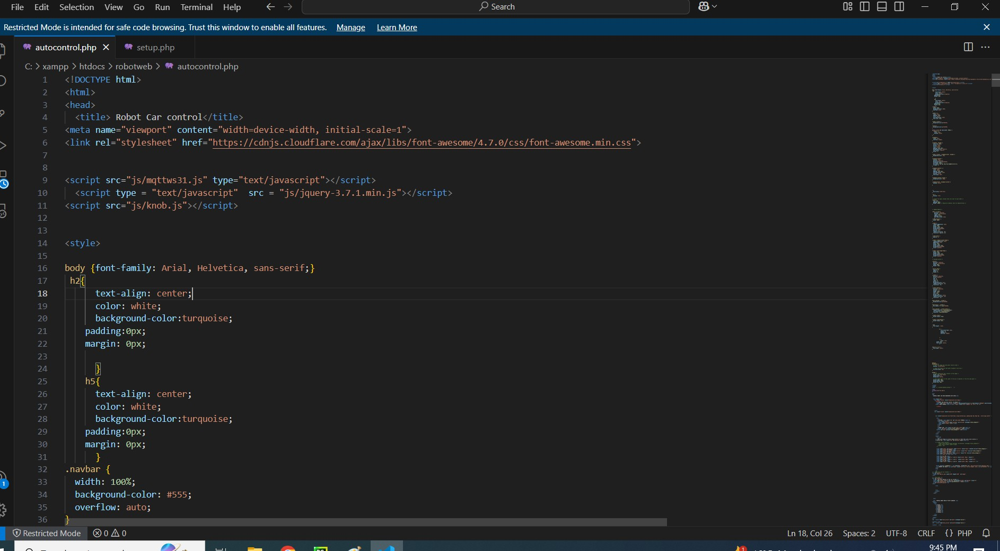 File Edit Selection View Go Run Terminal Help Search
Restricted Mode is intended for safe code browsing. Trust this window to enable all features. Manage Learn More
autocontrol.php setup.php
C: > xampp > htdocs > robotweb > autocontrol.php
1 <!DOCTYPE html>
2 <html>
3 <head>
4 <title> Robot Car control</title>
5 <meta name="viewport" content="width=device-width, initial-scale=1">
6 <link rel="stylesheet" href="https://cdnjs.cloudflare.com/ajax/libs/font-awesome/4.7.0/css/font-awesome.min.css">
7
8
9 <script src="js/mqttws31.js" type="text/javascript"></script>
10 <script type = "text/javascript"  src = "js/jquery-3.7.1.min.js"></script>
11 <script src="js/knob.js"></script>
12
13
14 <style>
15
16 body {font-family: Arial, Helvetica, sans-serif;}
17 h2{
18 text-align: center;
19 color: white;
20 background-color:turquoise;
21 padding:0px;
22 margin: 0px;
23
24 }
25 h5{
26 text-align: center;
27 color: white;
28 background-color:turquoise;
29 padding:0px;
30 margin: 0px;
31 }
32 .navbar {
33 width: 100%;
34 background-color: #555;
35 overflow: auto;
36 }
1
Restricted Mode 0 0 Ln 18, Col 26 Spaces: 2 UTF-8 CRLF {} PHP
1 9:45 PM